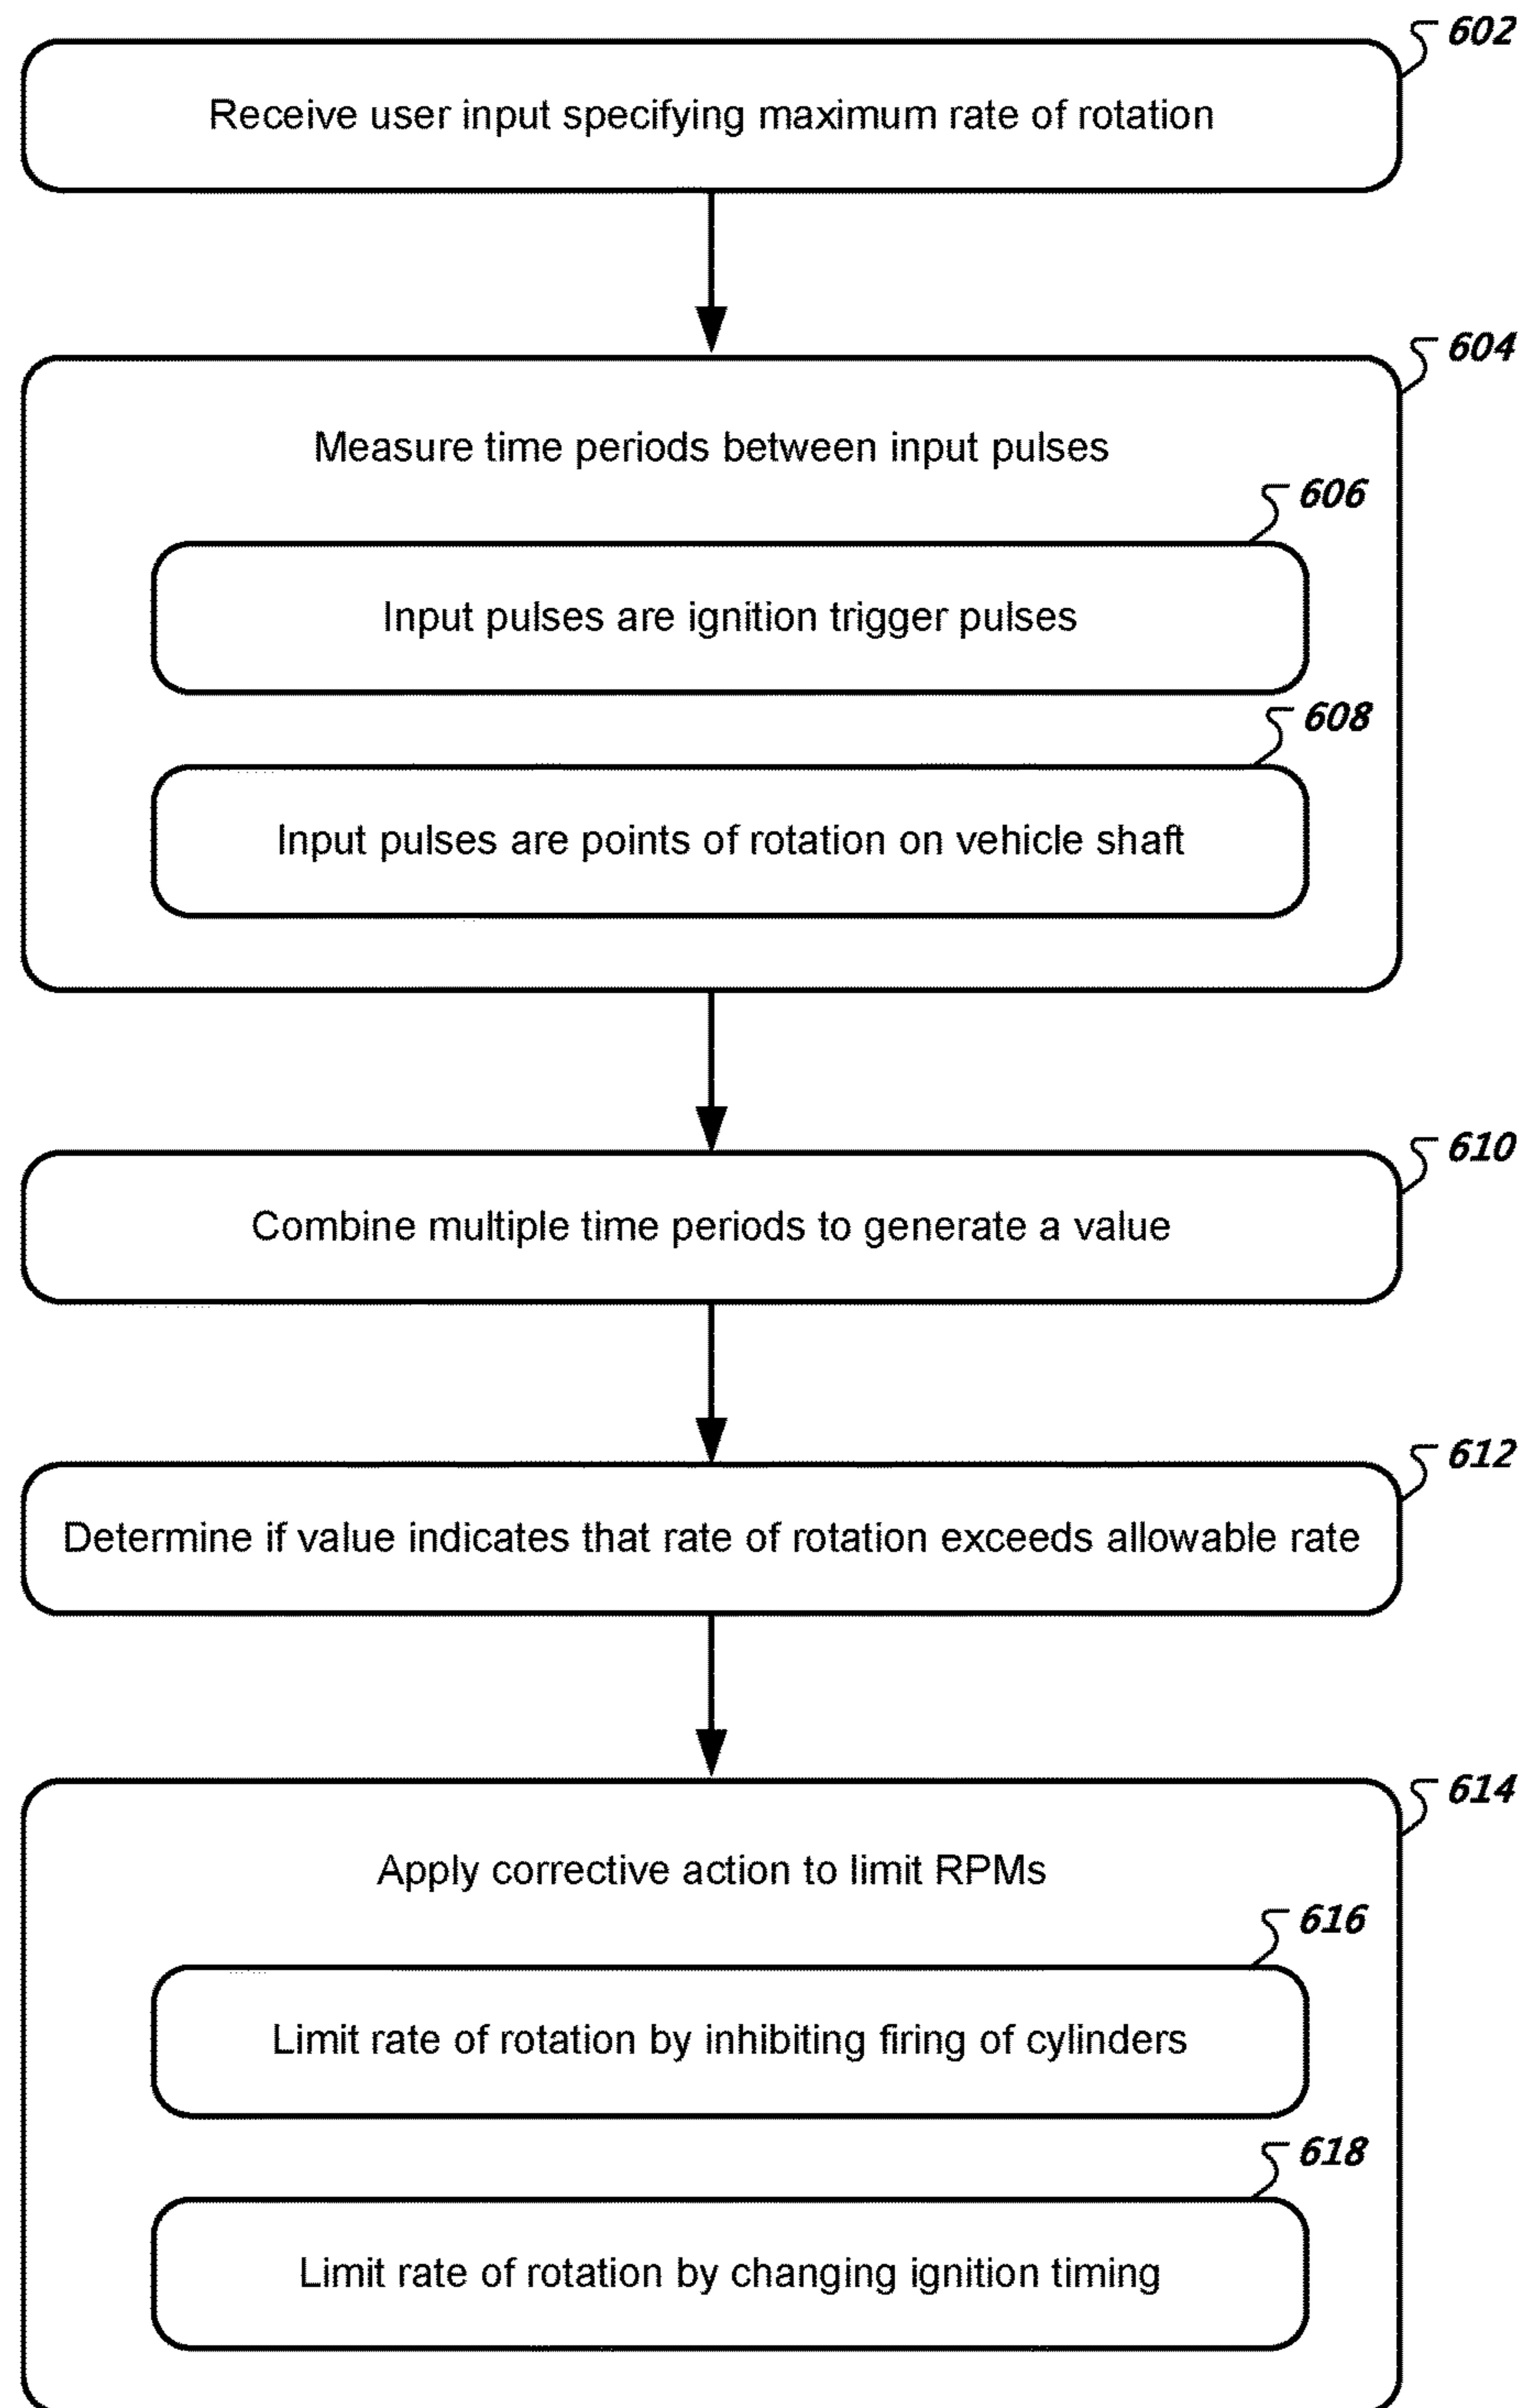 602
Receive user input specifying maximum rate of rotation
604
Measure time periods between input pulses
606
Input pulses are ignition trigger pulses
608
Input pulses are points of rotation on vehicle shaft
610
Combine multiple time periods to generate a value
612
Determine if value indicates that rate of rotation exceeds allowable rate
614
Apply corrective action to limit RPMs
616
Limit rate of rotation by inhibiting firing of cylinders
618
Limit rate of rotation by changing ignition timing